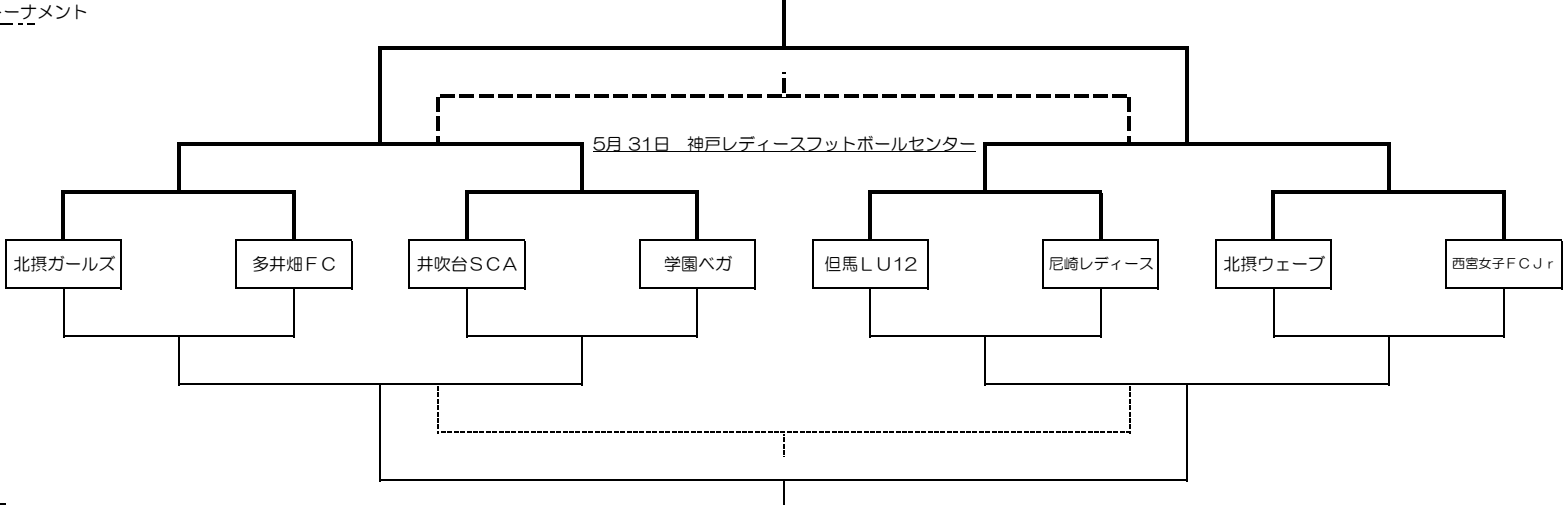 ーナメント
5月 31日　神戸レディースフットボールセンター
北摂ガールズ
多井畑ＦＣ
井吹台ＳＣＡ
学園ベガ
但馬ＬＵ12
尼崎レディース
北摂ウェーブ
西宮女子ＦＣＪｒ